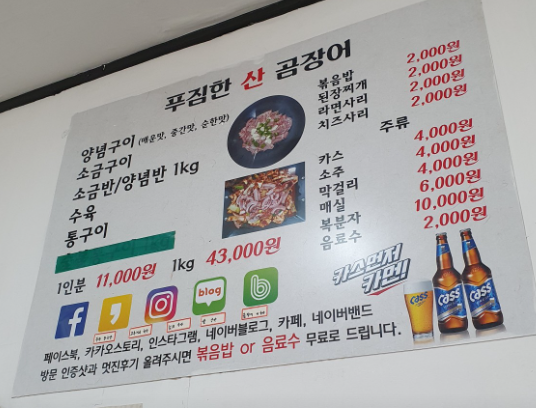 푸짐한 산 곰장어
양념구이 (매운맛, 중간맛, 순한맛)
소금구이
소금반/양념반 1kg
수육
통구이
1인분 11,000원 1kg 43,000원
볶음밥 2,000원
된장찌개 2,000원
라면사리 2,000원
치즈사리 2,000원
주류
카스 4,000원
소주 4,000원
막걸리 4,000원
매실 6,000원
복분자 10,000원
음료수 2,000원
카스먼저
가면!
Cass
Cass
Cass
blog
페이스북, 카카오스토리, 인스타그램, 네이버블로그, 카페, 네이버밴드
방문 인증샷과 멋진후기 올려주시면 볶음밥 or 음료수 무료로 드립니다.